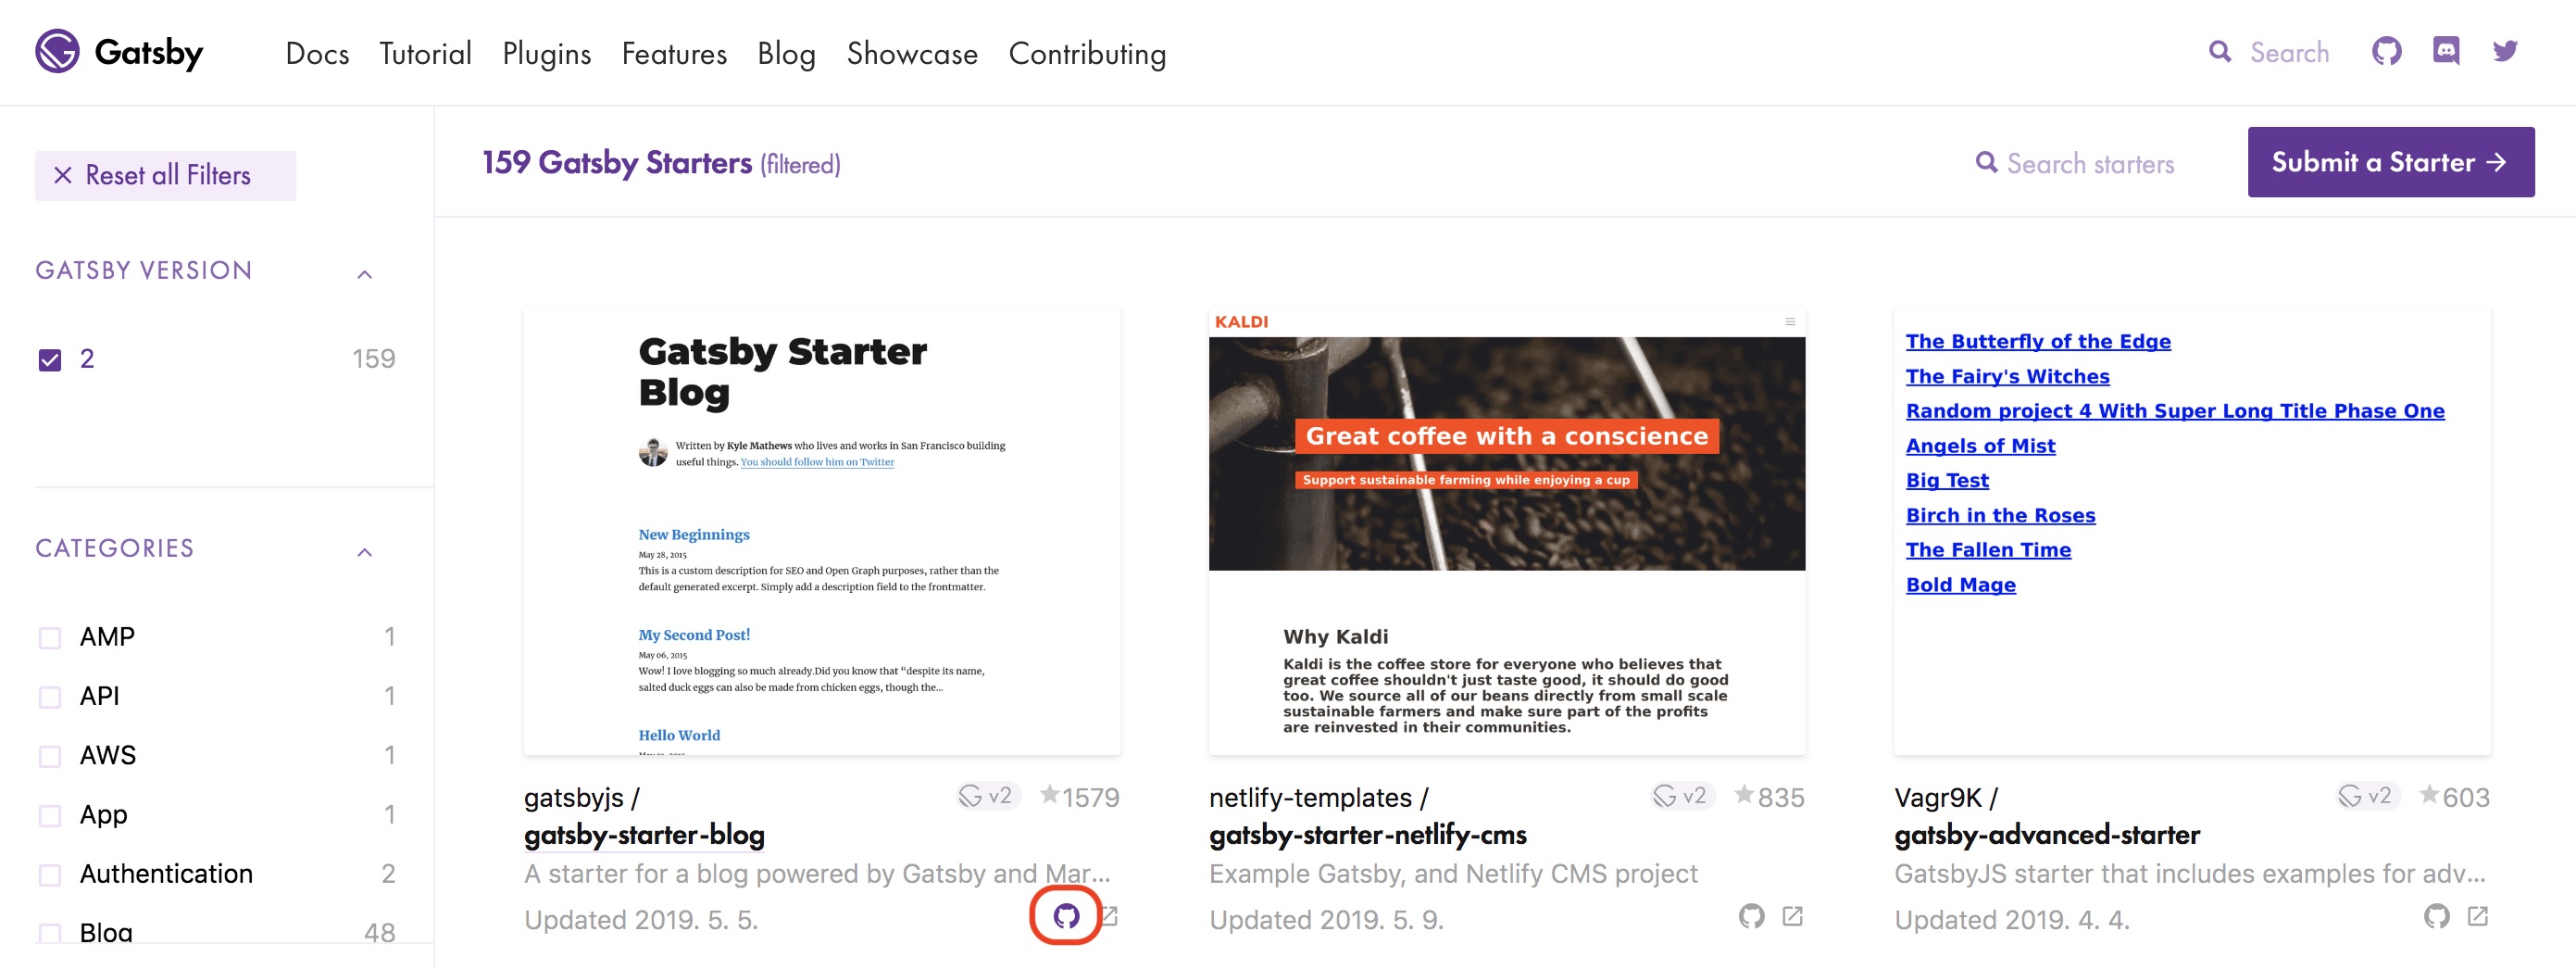 Gatsby
Docs Tutorial Plugins Features Blog Showcase Contributing
Search
Reset all Filters
159 Gatsby Starters (filtered)
Search starters
Submit a Starter →
GATSBY VERSION
2 159
CATEGORIES
AMP 1
API 1
AWS 1
App 1
Authentication 2
Blog 48
Gatsby Starter
Blog
Written by Kyle Mathews who lives and works in San Francisco building
useful things. You should follow him on Twitter
New Beginnings
May 28, 2015
This is a custom description for SEO and Open Graph purposes, rather than the
default generated excerpt. Simply add a description field to the frontmatter.
My Second Post!
May 06, 2015
Wow! I love blogging so much already.Did you know that “despite its name,
salted duck eggs can also be made from chicken eggs, though the...
Hello World
gatsbyjs /
v2 1579
gatsby-starter-blog
A starter for a blog powered by Gatsby and Mar...
Updated 2019. 5. 5.
KALDI
Great coffee with a conscience
Support sustainable farming while enjoying a cup
Why Kaldi
Kaldi is the coffee store for everyone who believes that
great coffee shouldn't just taste good, it should do good
too. We source all of our beans directly from small scale
sustainable farmers and make sure part of the profits
are reinvested in their communities.
netlify-templates /
v2 835
gatsby-starter-netlify-cms
Example Gatsby, and Netlify CMS project
Updated 2019. 5. 9.
The Butterfly of the Edge
The Fairy's Witches
Random project 4 With Super Long Title Phase One
Angels of Mist
Big Test
Birch in the Roses
The Fallen Time
Bold Mage
Vagr9K /
v2 603
gatsby-advanced-starter
GatsbyJS starter that includes examples for adv...
Updated 2019. 4. 4.